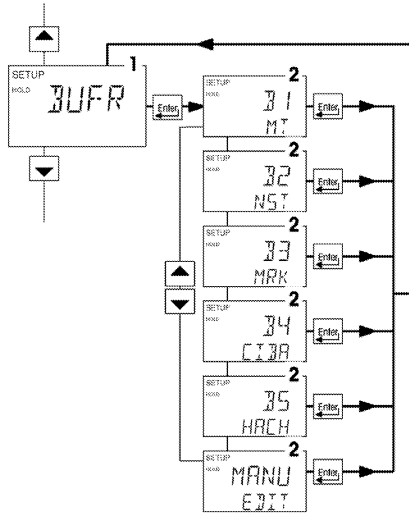 1
SETUP
HOLD
BUFR
Enter
2
SETUP
HOLD
B1
MT
Enter
2
SETUP
HOLD
B2
NST
Enter
2
SETUP
HOLD
B3
MRK
Enter
2
SETUP
HOLD
B4
CIBA
Enter
2
SETUP
HOLD
B5
HACH
Enter
2
SETUP
HOLD
MANU
EDIT
Enter